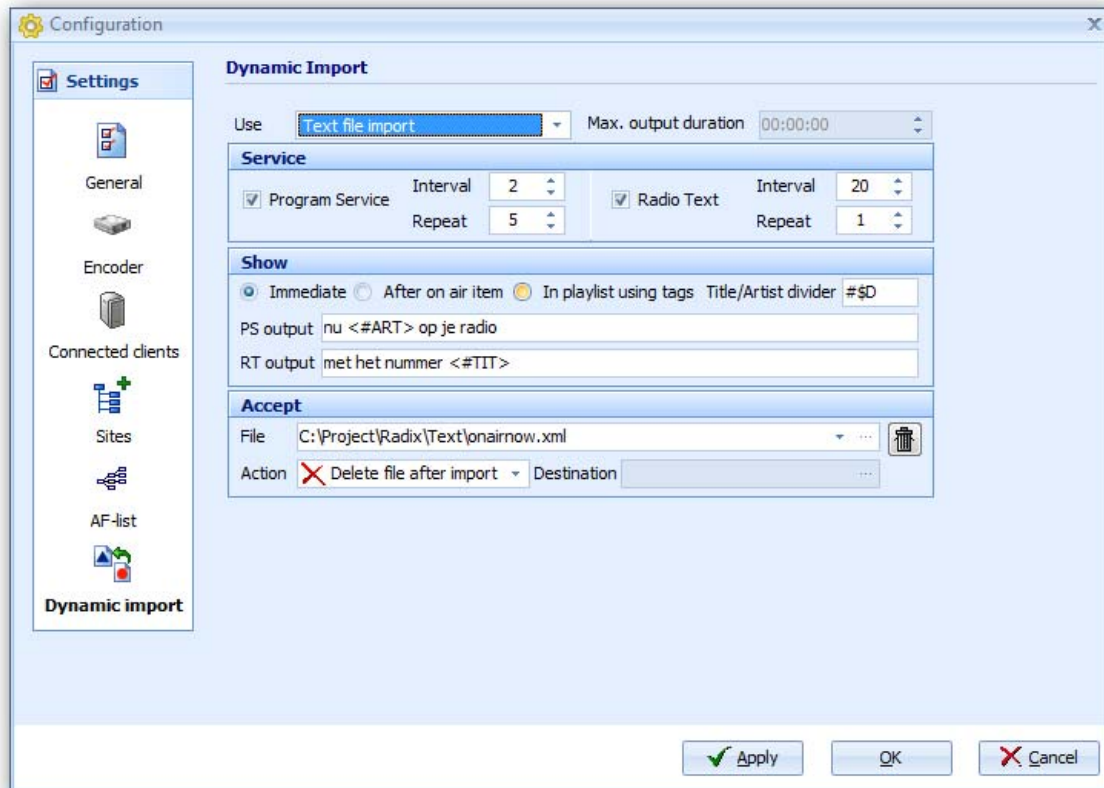 Configuration
Settings
General
Encoder
Connected clients
Sites
AF-list
Dynamic import
Dynamic Import
Use Text file import Max. output duration 00:00:00
Service
Program Service Interval 2 Radio Text Interval 20
Repeat 5 Repeat 1
Show
Immediate After on air item In playlist using tags Title/Artist divider #$D
PS output nu <#ART> op je radio
RT output met het nummer <#TIT>
Accept
File C:\Project\Radix\Text\onairnow.xml ...
Action Delete file after import Destination ...
Apply OK Cancel